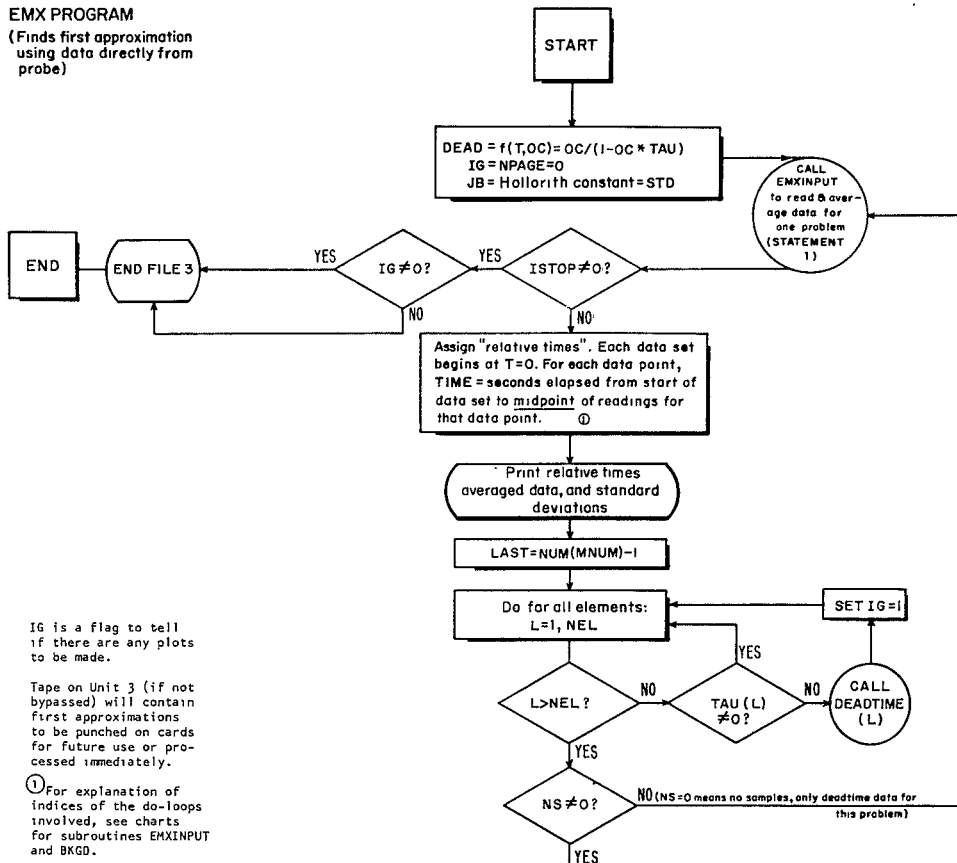 EMX PROGRAM
(Finds first approximation
using data directly from
probe)
START
DEAD = f(T,OC)= OC/(1-OC * TAU)
IG = NPAGE=0
JB = Hollorith constant = STD
CALL
EMXINPUT
to read & aver-
age data for
one problem
(STATEMENT
1)
END
END FILE 3
YES
IG≠0?
YES
ISTOP≠0?
NO
NO
Assign "relative times". Each data set
begins at T=0. For each data point,
TIME = seconds elapsed from start of
data set to midpoint of readings for
that data point. ①
Print relative times
averaged data, and standard
deviations
LAST=NUM(MNUM)-1
Do for all elements:
L=1, NEL
SET IG=1
YES
L>NEL?
NO
TAU (L)
≠0?
NO
CALL
DEADTIME
(L)
YES
NS≠0?
NO (NS=0 means no samples, only deadtime data for
this problem)
YES
IG is a flag to tell
if there are any plots
to be made.
Tape on Unit 3 (if not
bypassed) will contain
first approximations
to be punched on cards
for future use or pro-
cessed immediately.
① For explanation of
indices of the do-loops
involved, see charts
for subroutines EMXINPUT
and BKGD.